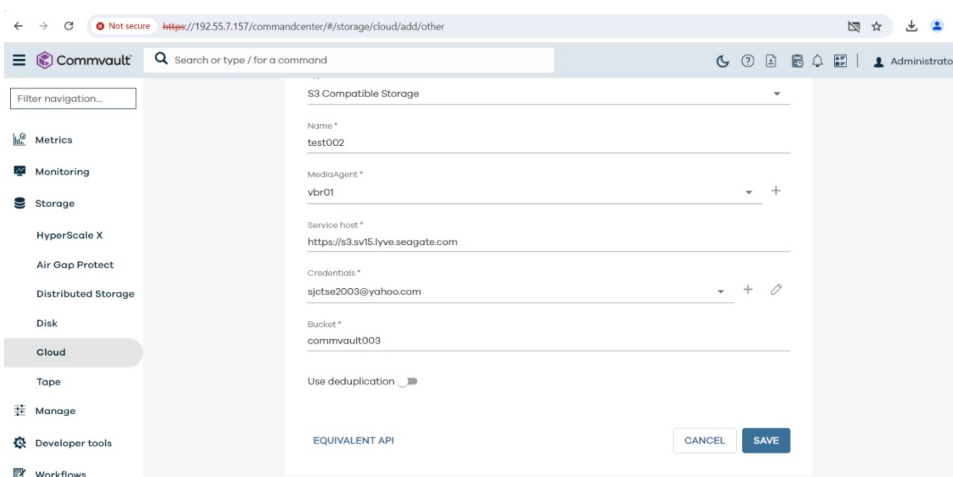 Not secure https://192.55.7.157/commandcenter/#/storage/cloud/add/other
Commvault
Search or type / for a command
Administrato
Filter navigation...
Metrics
Monitoring
Storage
HyperScale X
Air Gap Protect
Distributed Storage
Disk
Cloud
Tape
Manage
Developer tools
Workflows
S3 Compatible Storage
Name*
test002
MediaAgent*
vbr01
Service host*
https://s3.sv15.lyve.seagate.com
Credentials*
sjctse2003@yahoo.com
Bucket*
commvault003
Use deduplication
EQUIVALENT API
CANCEL
SAVE